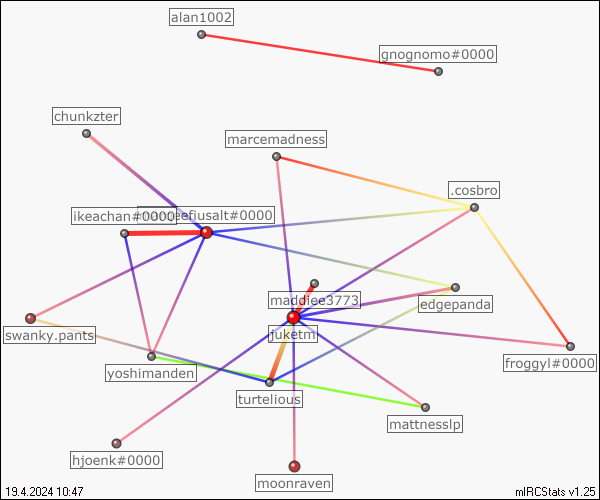 alan1002
gnognomo#0000
chunkzter
marcemadness
.cosbro
ikeachan#0000
eefiusalt#0000
maddiee3773
edgepanda
juketm
swanky.pants
froggyl#0000
yoshimanden
turtelious
mattnesslp
hjoenk#0000
moonraven
19.4.2024 10:47
mIRCStats v1.25